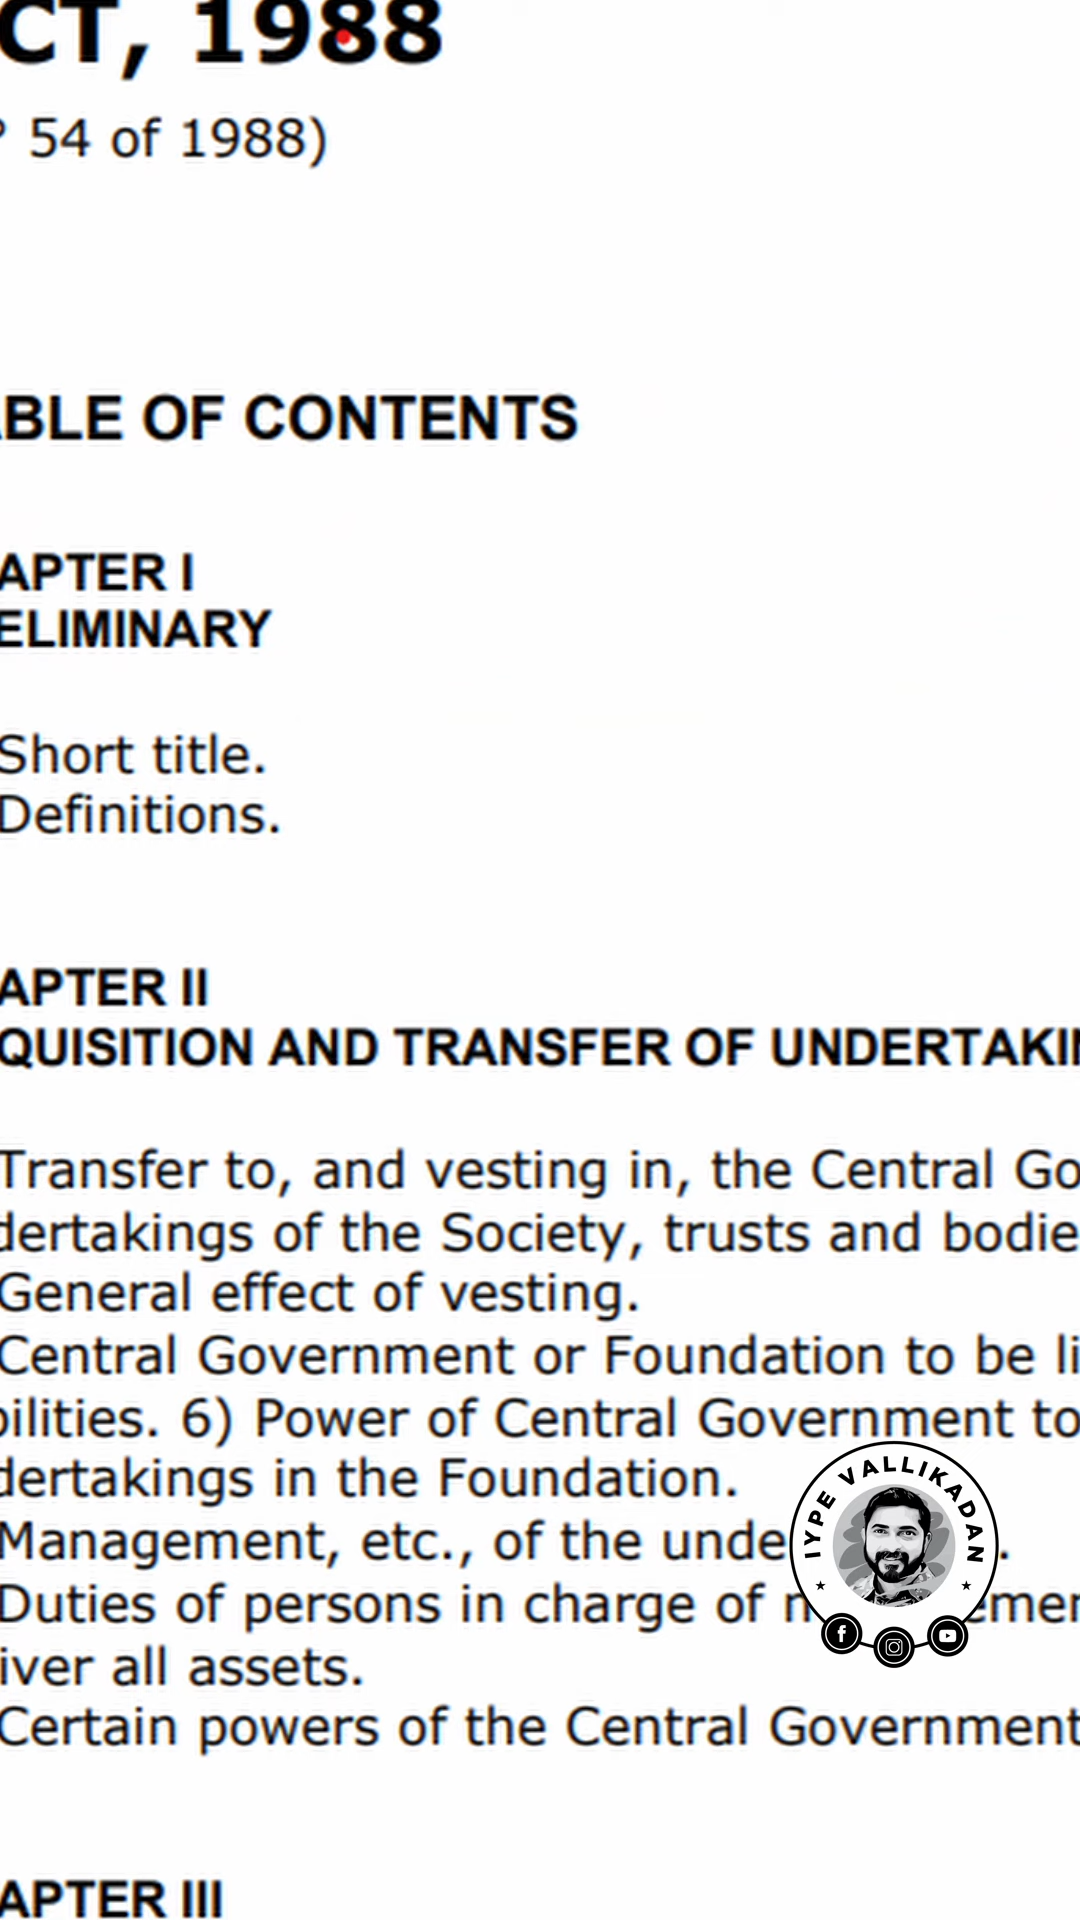 CT, 1988
° 54 of 1988)
ABLE OF CONTENTS
APTER I
ELIMINARY
Short title.
Definitions.
APTER II
QUISITION AND TRANSFER OF UNDERTAKIN
Transfer to, and vesting in, the Central Go
dertakings of the Society, trusts and bodie
General effect of vesting.
Central Government or Foundation to be li
bilities. 6) Power of Central Government to
dertakings in the Foundation.
Management, etc., of the unde .
Duties of persons in charge of m emen
iver all assets.
Certain powers of the Central Government
APTER III
IYPE VALLIKADAN